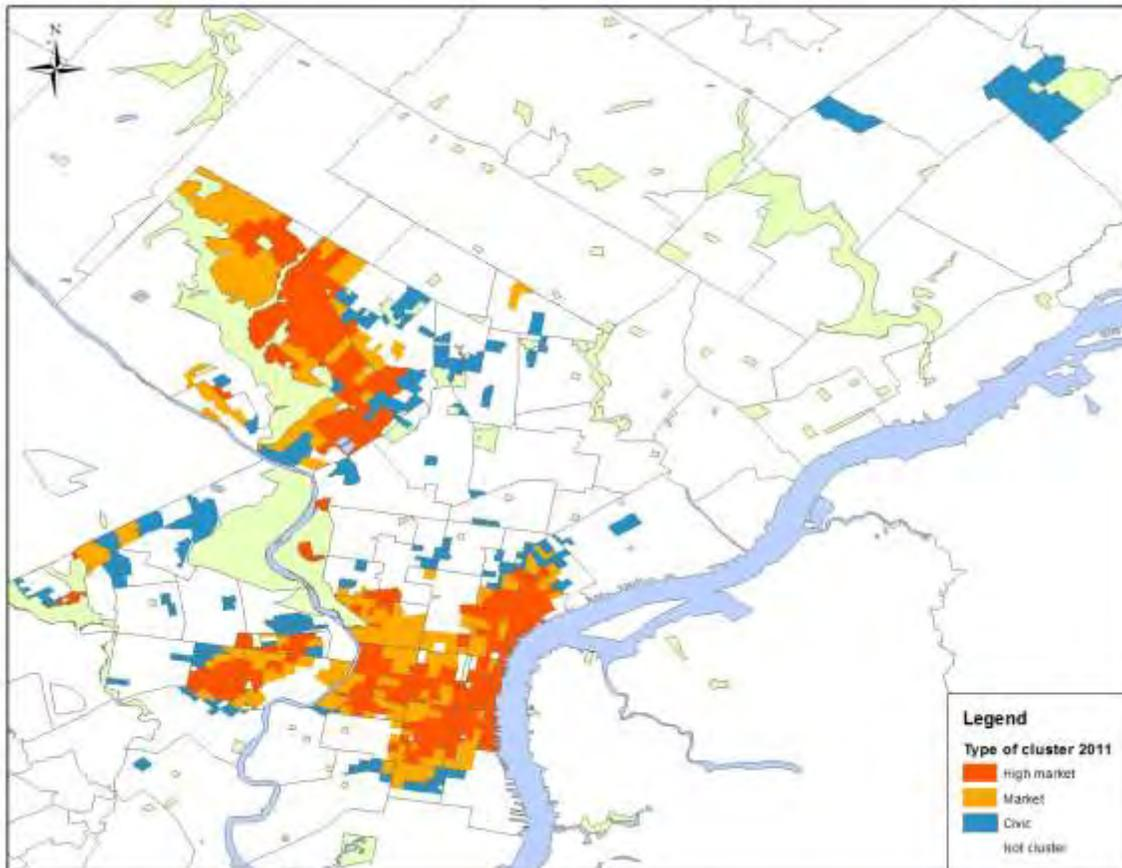 N
Legend
Type of cluster 2011
High market
Market
Civic
Not cluster